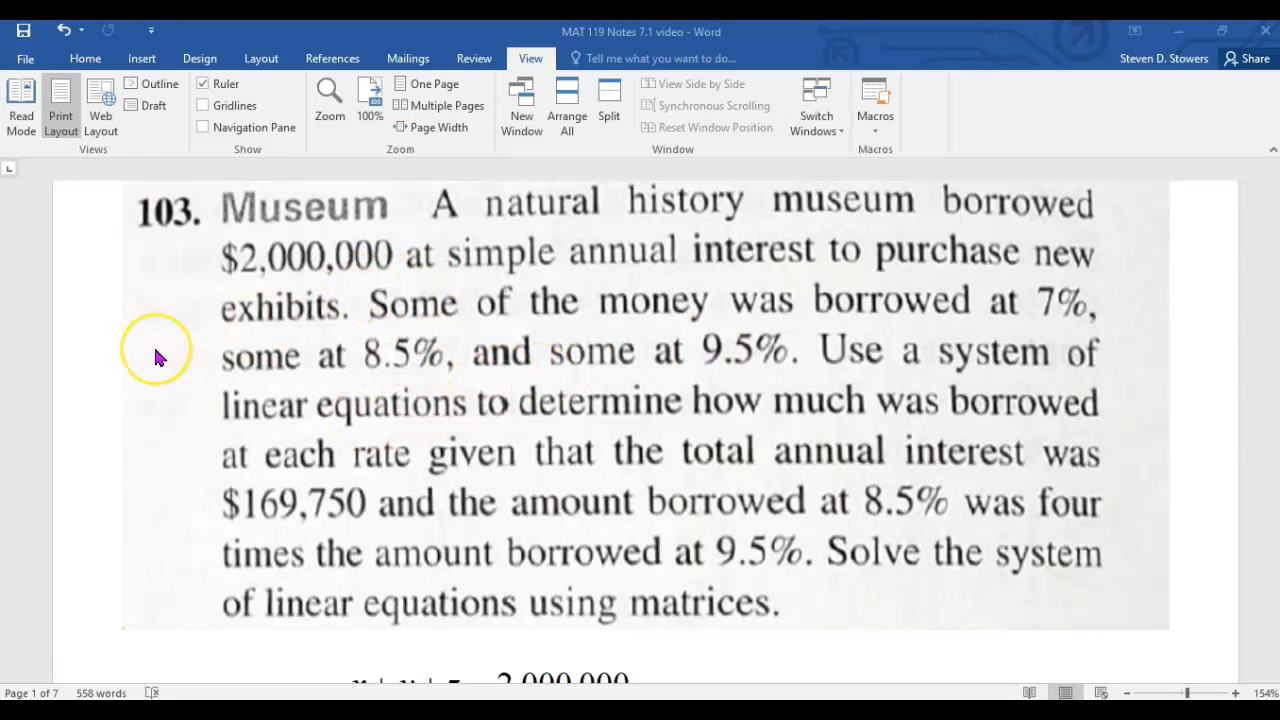 MAT 119 Notes 7.1 video - Word
File Home Insert Design Layout References Mailings Review View Tell me what you want to do... Steven D. Stowers Share
Read Mode
Print Layout
Web Layout
Outline
Draft
Views
Ruler
Gridlines
Navigation Pane
Show
Zoom
100%
One Page
Multiple Pages
Page Width
Zoom
New Window
Arrange All
Split
View Side by Side
Synchronous Scrolling
Reset Window Position
Switch Windows
Window
Macros
Macros
103. Museum A natural history museum borrowed
$2,000,000 at simple annual interest to purchase new
exhibits. Some of the money was borrowed at 7%,
some at 8.5%, and some at 9.5%. Use a system of
linear equations to determine how much was borrowed
at each rate given that the total annual interest was
$169,750 and the amount borrowed at 8.5% was four
times the amount borrowed at 9.5%. Solve the system
of linear equations using matrices.
2,000,000
Page 1 of 7 558 words 154%